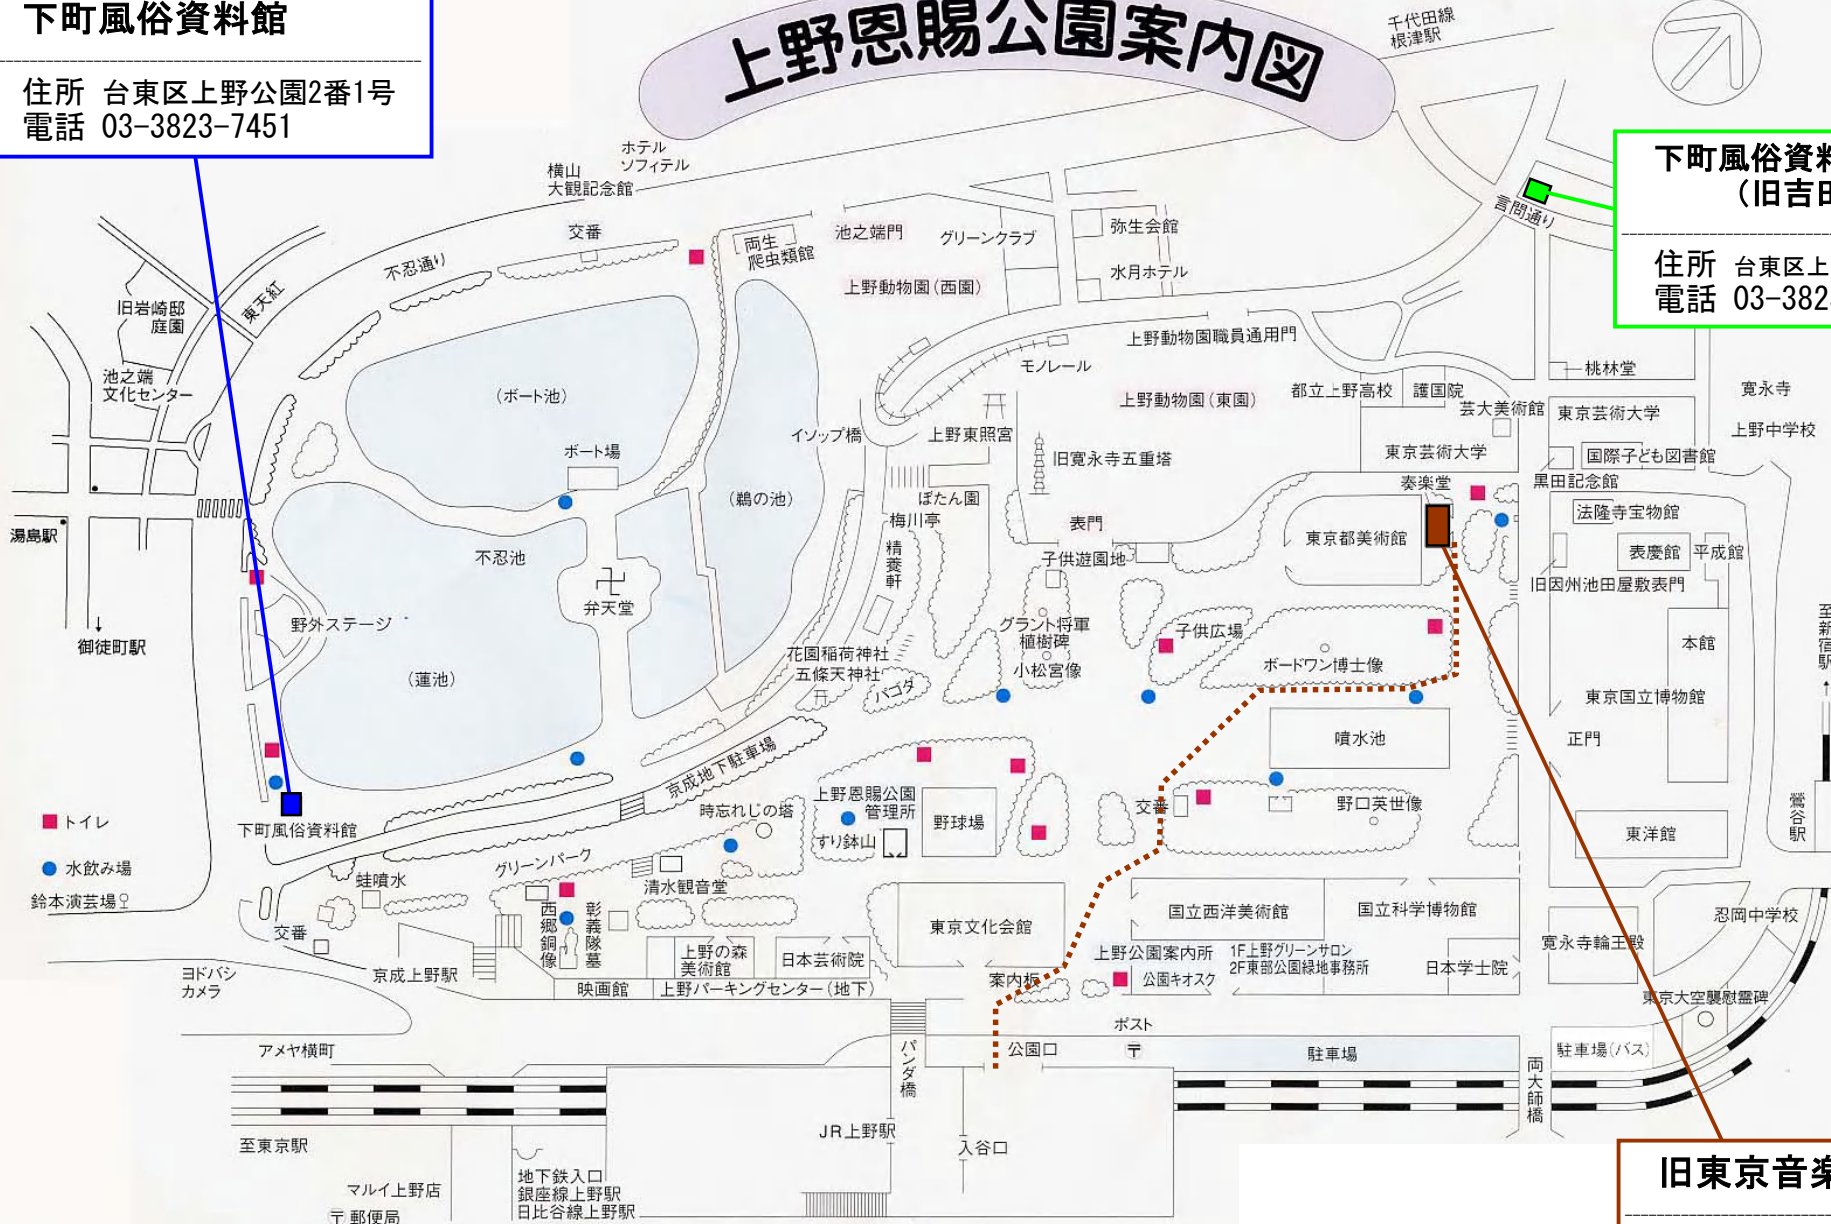 下町風俗資料館
住所 台東区上野公園2番1号
電話 03-3823-7451
上野恩賜公園案内図
千代田線
根津駅
下町風俗資料
（旧吉田
住所 台東区上
電話 03-382
言問通り
ホテル
ソフィテル
横山
大観記念館
交番
不忍通り
両生
爬虫類館
池之端門
グリーンクラブ
弥生会館
水月ホテル
上野動物園(西園)
旧岩崎邸
庭園
東天紅
池之端
文化センター
上野動物園職員通用門
モノレール
上野動物園(東園)
都立上野高校
護国院
桃林堂
寛永寺
芸大美術館
東京芸術大学
上野中学校
(ボート池)
イソップ橋
上野東照宮
旧寛永寺五重塔
東京芸術大学
国際子ども図書館
ボート場
(鵜の池)
ぼたん園
奏楽堂
黒田記念館
梅川亭
表門
法隆寺宝物館
湯島駅
不忍池
精養軒
子供遊園地
東京都美術館
表慶館
平成館
旧因州池田屋敷表門
卍
弁天堂
野外ステージ
御徒町駅
グラント将軍
植樹碑
小松宮像
子供広場
ボードワン博士像
本館
至新宿駅
花園稲荷神社
五條天神社
パゴダ
(蓮池)
東京国立博物館
噴水池
正門
京成地下駐車場
トイレ
水飲み場
鈴本演芸場
下町風俗資料館
時忘れじの塔
上野恩賜公園
管理所
すり鉢山
野球場
交番
野口英世像
東洋館
鶯谷駅
グリーンパーク
蛙噴水
清水観音堂
西郷銅像
彰義隊墓
交番
東京文化会館
国立西洋美術館
国立科学博物館
忍岡中学校
寛永寺輪王殿
上野の森
美術館
日本芸術院
上野公園案内所
1F上野グリーンサロン
2F東部公園緑地事務所
日本学士院
ヨドバシ
カメラ
京成上野駅
案内板
公園キオスク
映画館
上野パーキングセンター(地下)
東京大空襲慰霊碑
ポスト
〒
アメヤ横町
パンダ橋
公園口
駐車場
駐車場(バス)
両大師橋
至東京駅
JR上野駅
入谷口
マルイ上野店
〒郵便局
地下鉄入口
銀座線上野駅
日比谷線上野駅
旧東京音楽